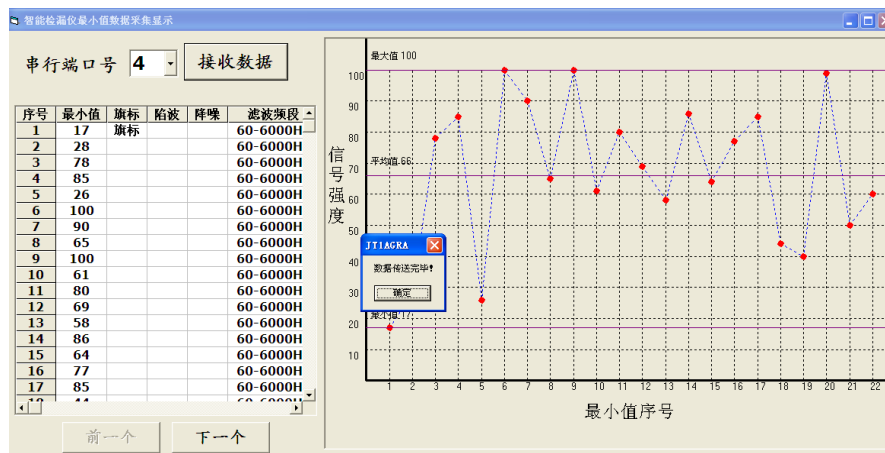 智能检漏仪最小值数据采集显示
串行端口号 4 接收数据
序号 最小值 旗标 陷波 降噪 滤波频段
1 17 旗标 60-6000H
2 28 60-6000H
3 78 60-6000H
4 85 60-6000H
5 26 60-6000H
6 100 60-6000H
7 90 60-6000H
8 65 60-6000H
9 100 60-6000H
10 61 60-6000H
11 80 60-6000H
12 69 60-6000H
13 58 60-6000H
14 86 60-6000H
15 64 60-6000H
16 77 60-6000H
17 85 60-6000H
前一个 下一个
最大值 100
100
90
80
平均值 66
70
60
50
40
30
最小值 17
20
10
信号强度
JT1AGRA
数据传送完毕!
确定
1 2 3 4 5 6 7 8 9 10 11 12 13 14 15 16 17 18 19 20 21 22
最小值序号